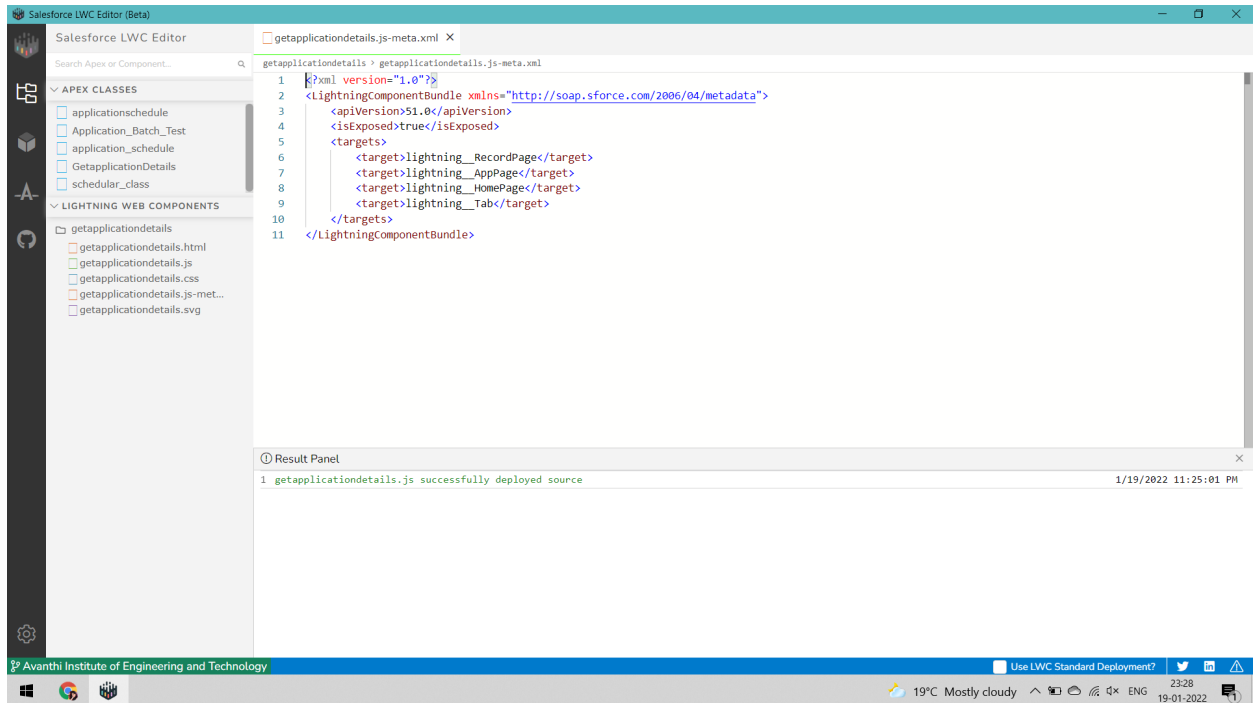 Salesforce LWC Editor (Beta)
Salesforce LWC Editor
Search Apex or Component...
APEX CLASSES
applicationschedule
Application_Batch_Test
application_schedule
GetapplicationDetails
schedular_class
LIGHTNING WEB COMPONENTS
getapplicationdetails
getapplicationdetails.html
getapplicationdetails.js
getapplicationdetails.css
getapplicationdetails.js-met...
getapplicationdetails.svg
getapplicationdetails.js-meta.xml
getapplicationdetails > getapplicationdetails.js-meta.xml
1 <?xml version="1.0"?>
2 <LightningComponentBundle xmlns="http://soap.sforce.com/2006/04/metadata">
3 <apiVersion>51.0</apiVersion>
4 <isExposed>true</isExposed>
5 <targets>
6 <target>lightning__RecordPage</target>
7 <target>lightning__AppPage</target>
8 <target>lightning__HomePage</target>
9 <target>lightning__Tab</target>
10 </targets>
11 </LightningComponentBundle>
Result Panel
1 getapplicationdetails.js successfully deployed source 1/19/2022 11:25:01 PM
Avanthi Institute of Engineering and Technology
Use LWC Standard Deployment?
19°C Mostly cloudy
ENG
23:28
19-01-2022